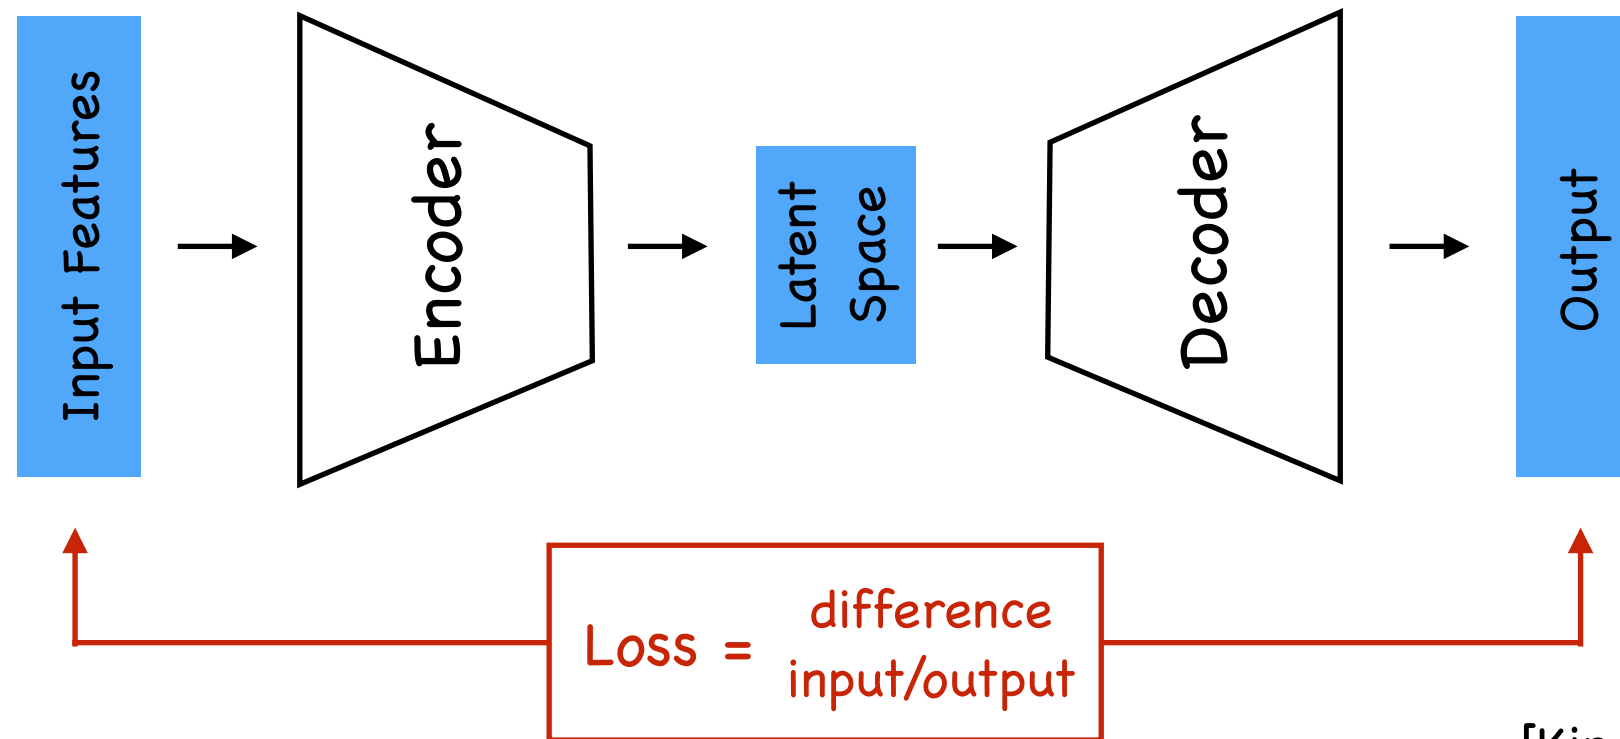 Input Features
Encoder
Latent
Space
Decoder
Output
Loss =
difference
input/output